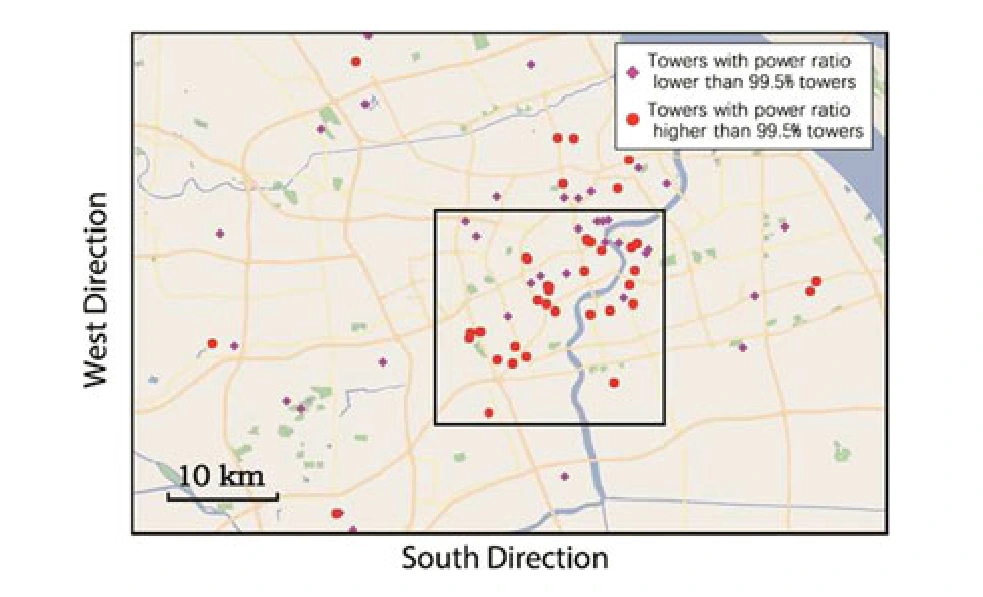 Towers with power ratio
lower than 99.5% towers
Towers with power ratio
higher than 99.5% towers
West Direction
10 km
South Direction